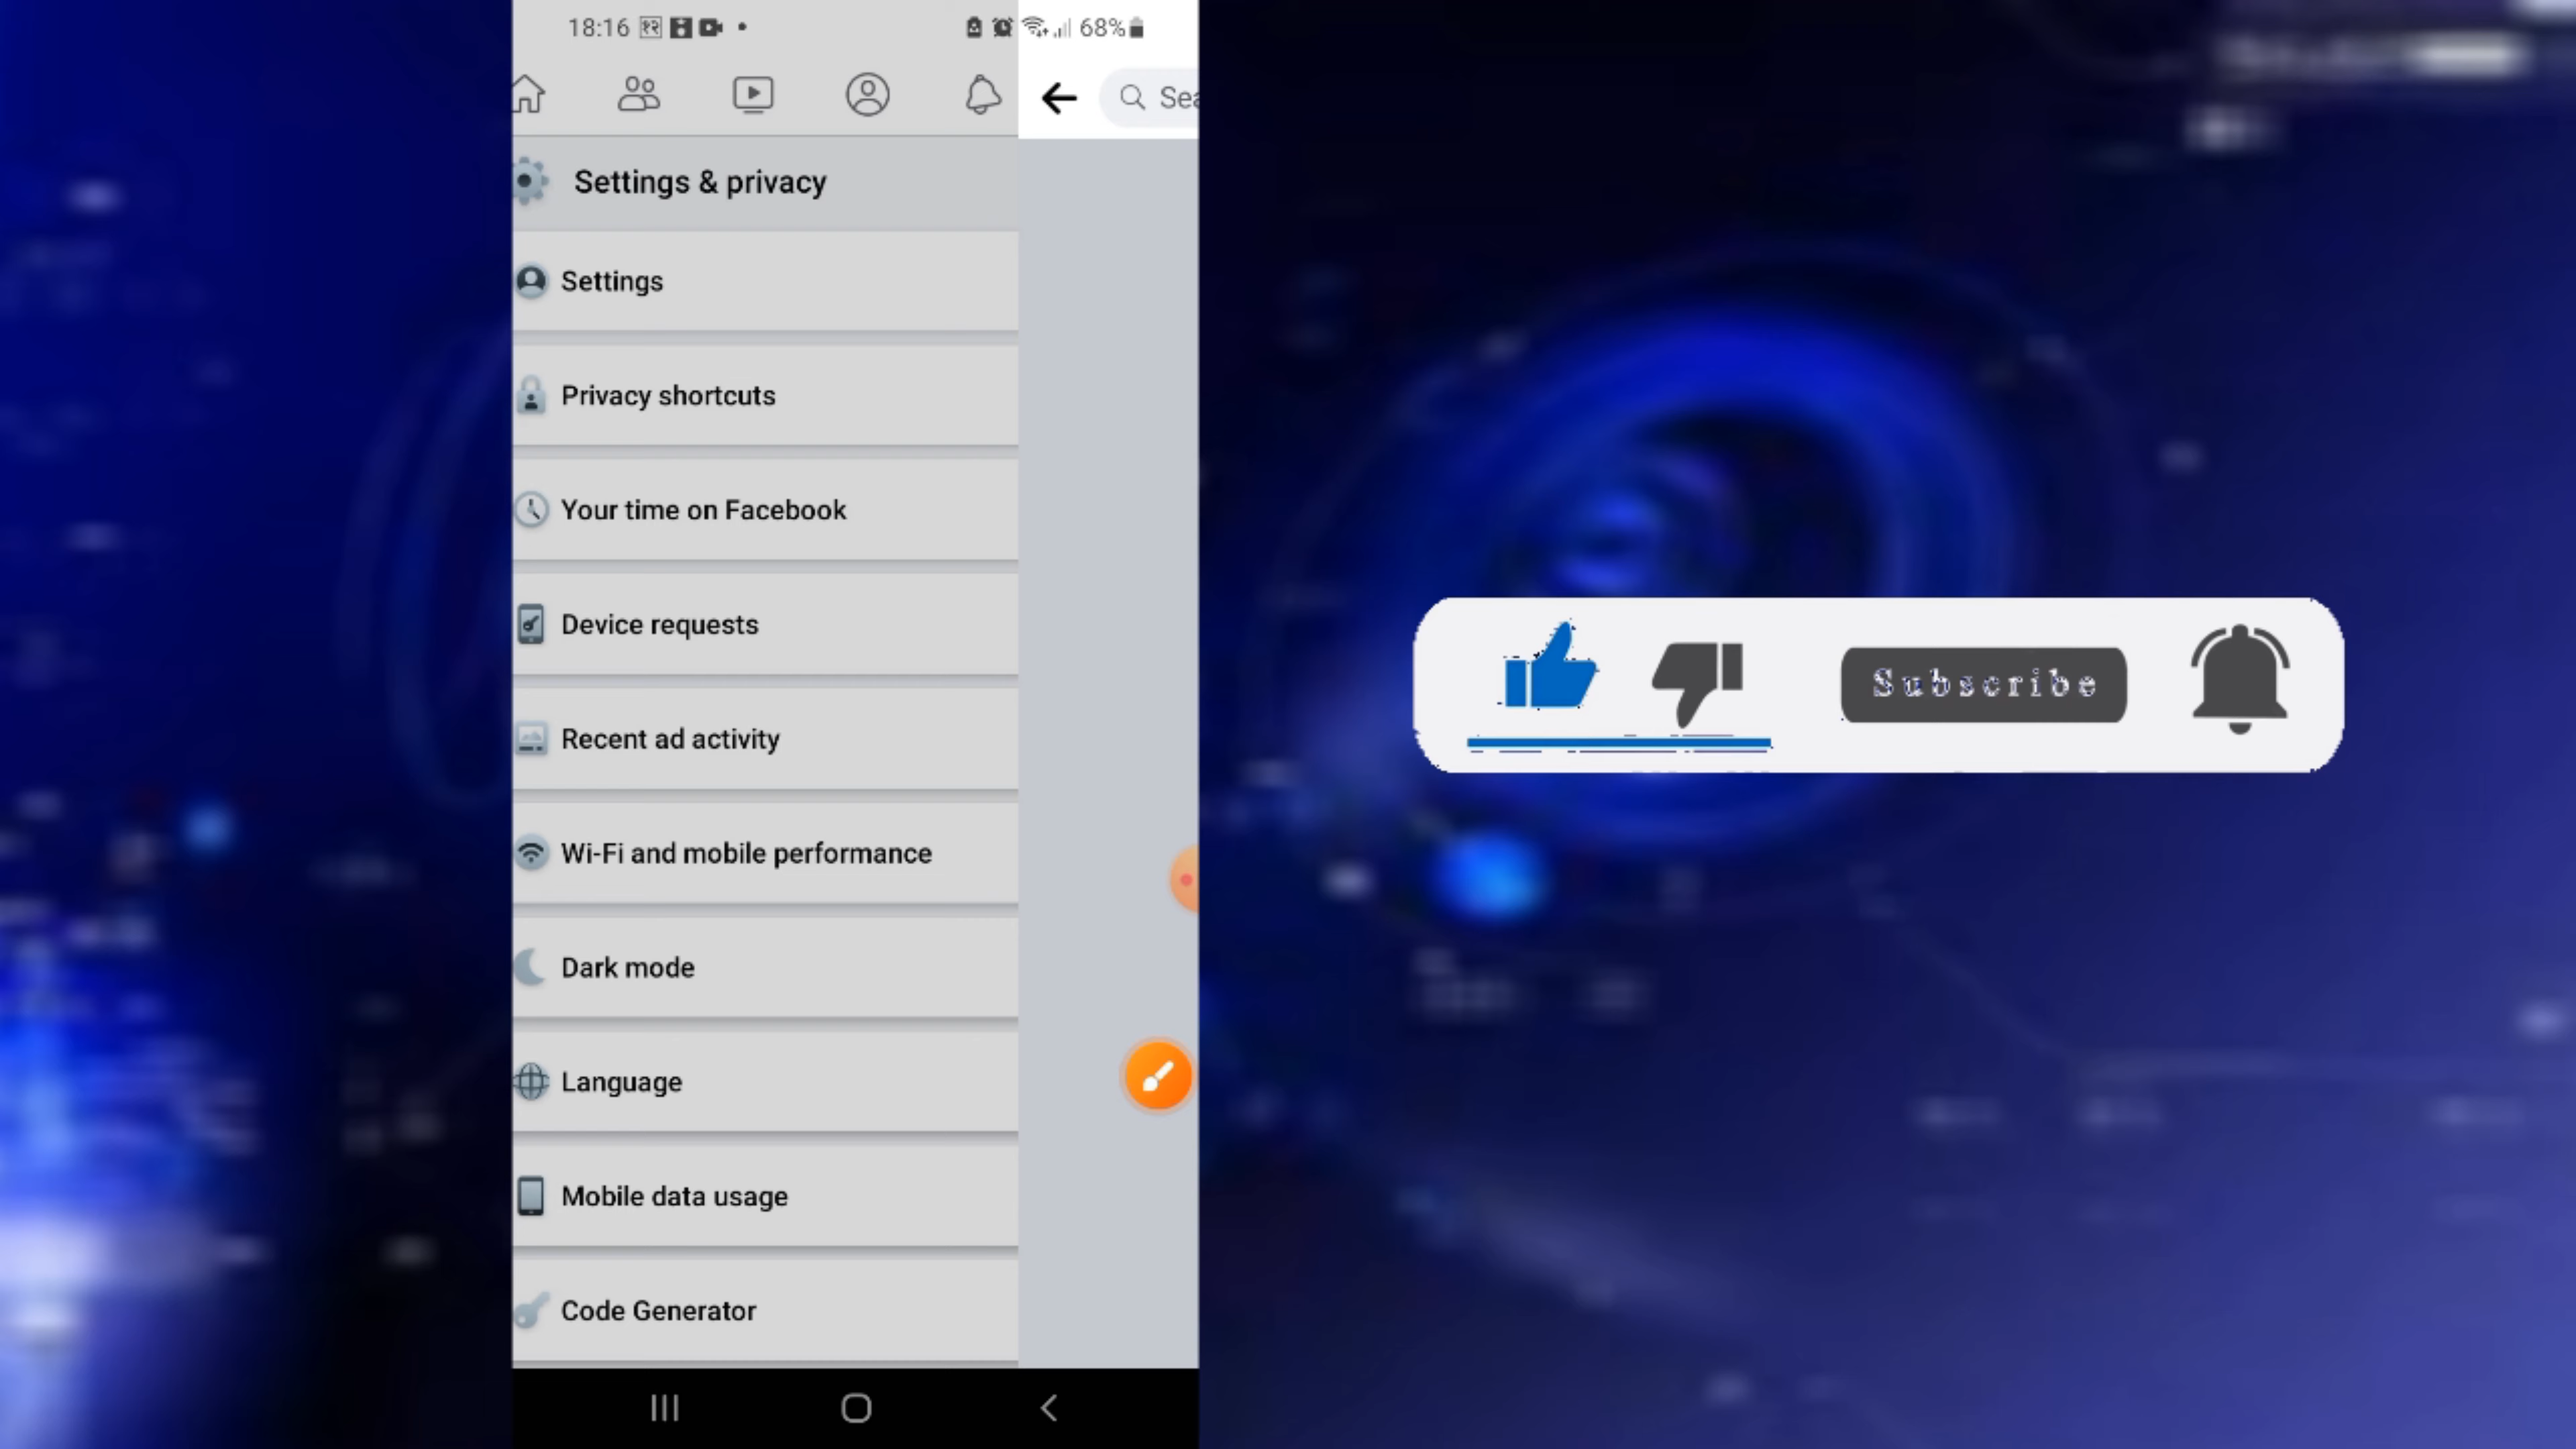 18:16 १२ 68%
Sea
Settings & privacy
Settings
Privacy shortcuts
Your time on Facebook
Device requests
Recent ad activity
Wi-Fi and mobile performance
Dark mode
Language
Mobile data usage
Code Generator
Subscribe